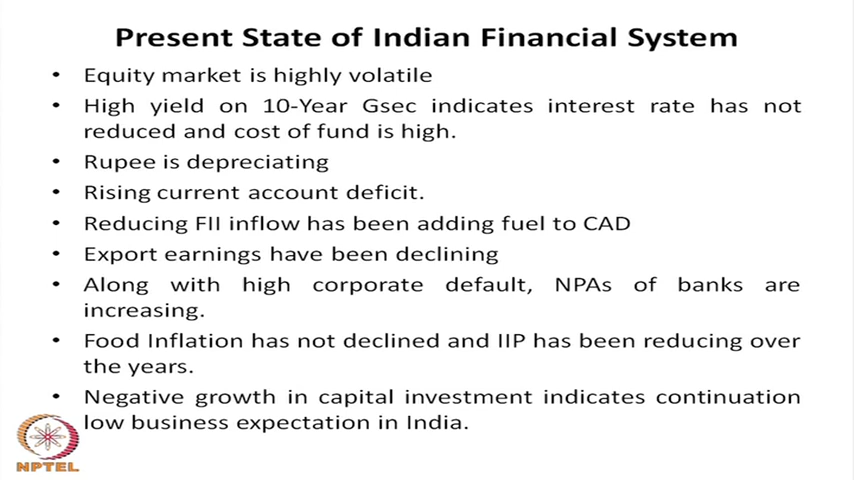 Present State of Indian Financial System
• Equity market is highly volatile
• High yield on 10-Year Gsec indicates interest rate has not
reduced and cost of fund is high.
• Rupee is depreciating
• Rising current account deficit.
• Reducing FII inflow has been adding fuel to CAD
• Export earnings have been declining
• Along with high corporate default, NPAs of banks are
increasing.
• Food Inflation has not declined and IIP has been reducing over
the years.
• Negative growth in capital investment indicates continuation
low business expectation in India.
NPTEL